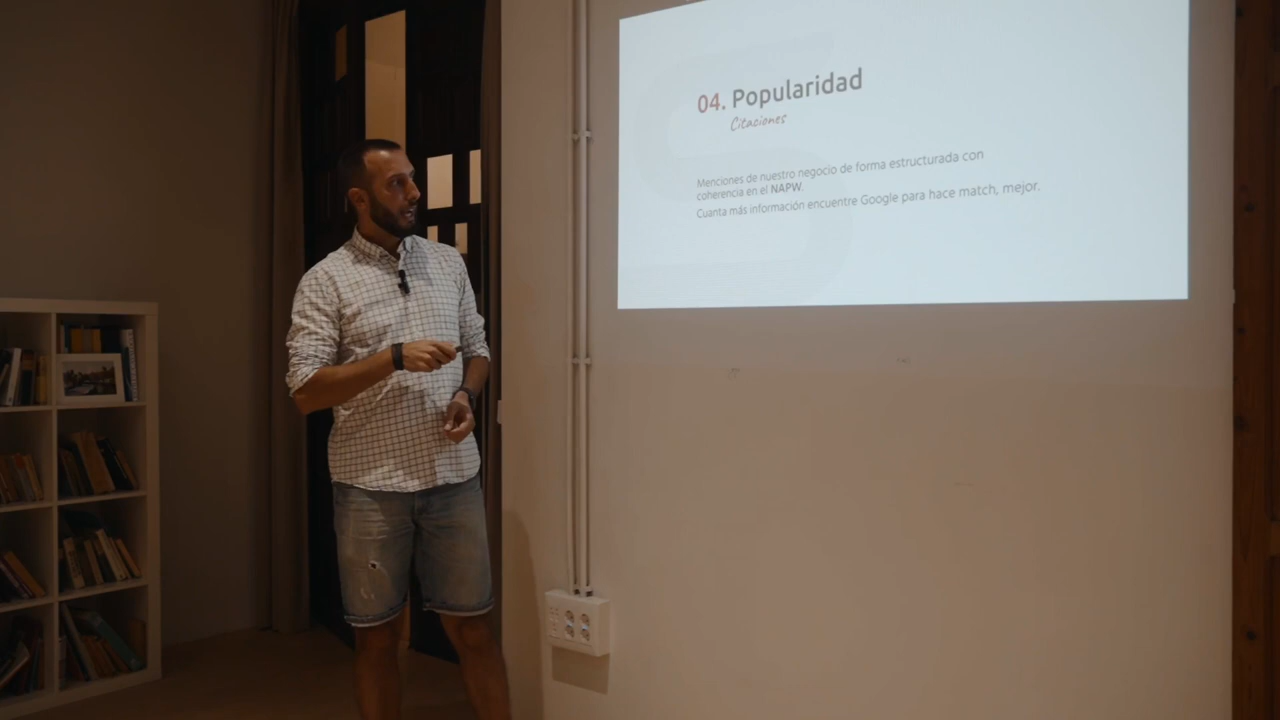 04. Popularidad
Citaciones
Menciones de nuestro negocio de forma estructurada con
coherencia en el NAPW.
Cuanta más información encuentre Google para hace match, mejor.